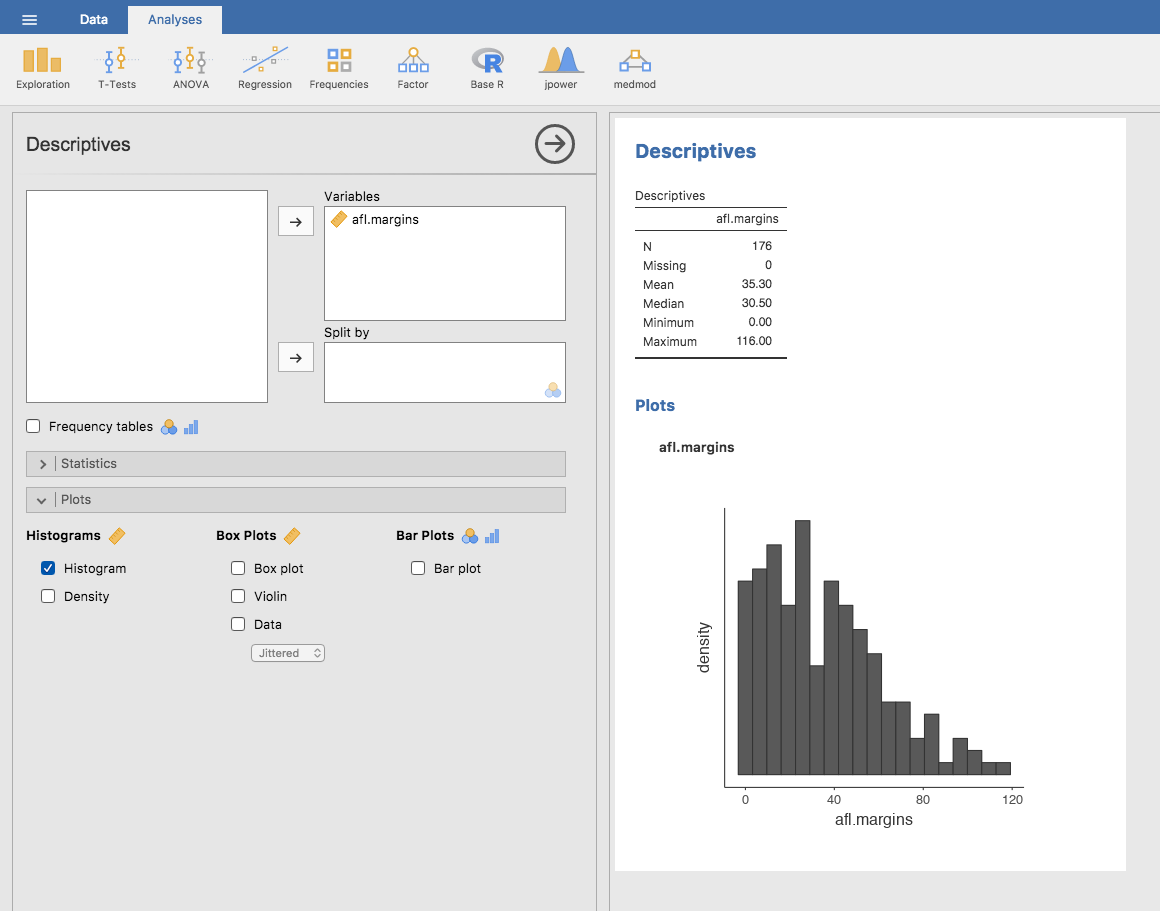 Data Analyses
Exploration T-Tests ANOVA Regression Frequencies Factor Base R jpower medmod
Descriptives
Variables
afl.margins
Split by
Frequency tables
Statistics
Plots
Histograms Box Plots Bar Plots
Histogram Box plot Bar plot
Density Violin
Data
Jittered
Descriptives
Descriptives
afl.margins
N 176
Missing 0
Mean 35.30
Median 30.50
Minimum 0.00
Maximum 116.00
Plots
afl.margins
density
0 40 80 120
afl.margins